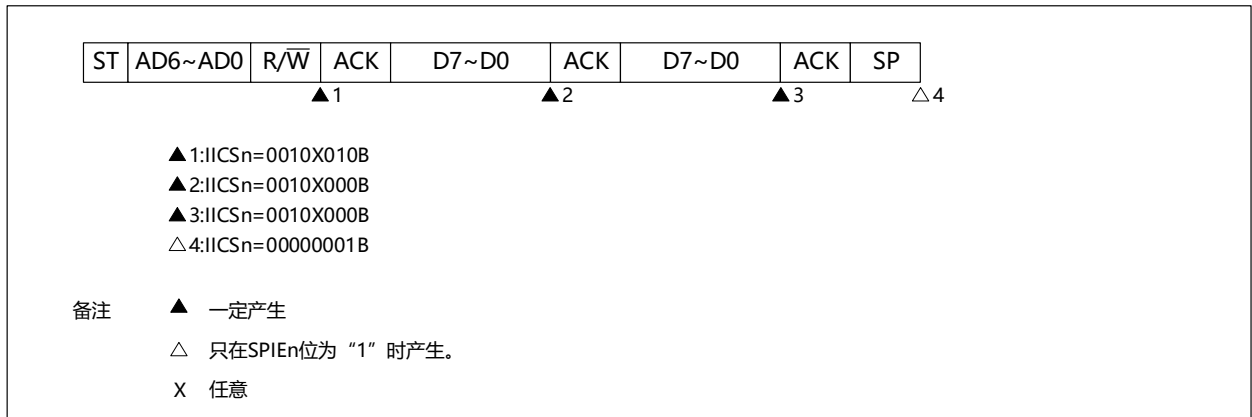 ST AD6~AD0 R/W̅ ACK D7~D0 ACK D7~D0 ACK SP
▲1 ▲2 ▲3 △4
▲1:IICSn=0010X010B
▲2:IICSn=0010X000B
▲3:IICSn=0010X000B
△4:IICSn=00000001B
备注 ▲ 一定产生
△ 只在SPIEn位为“1”时产生。
X 任意